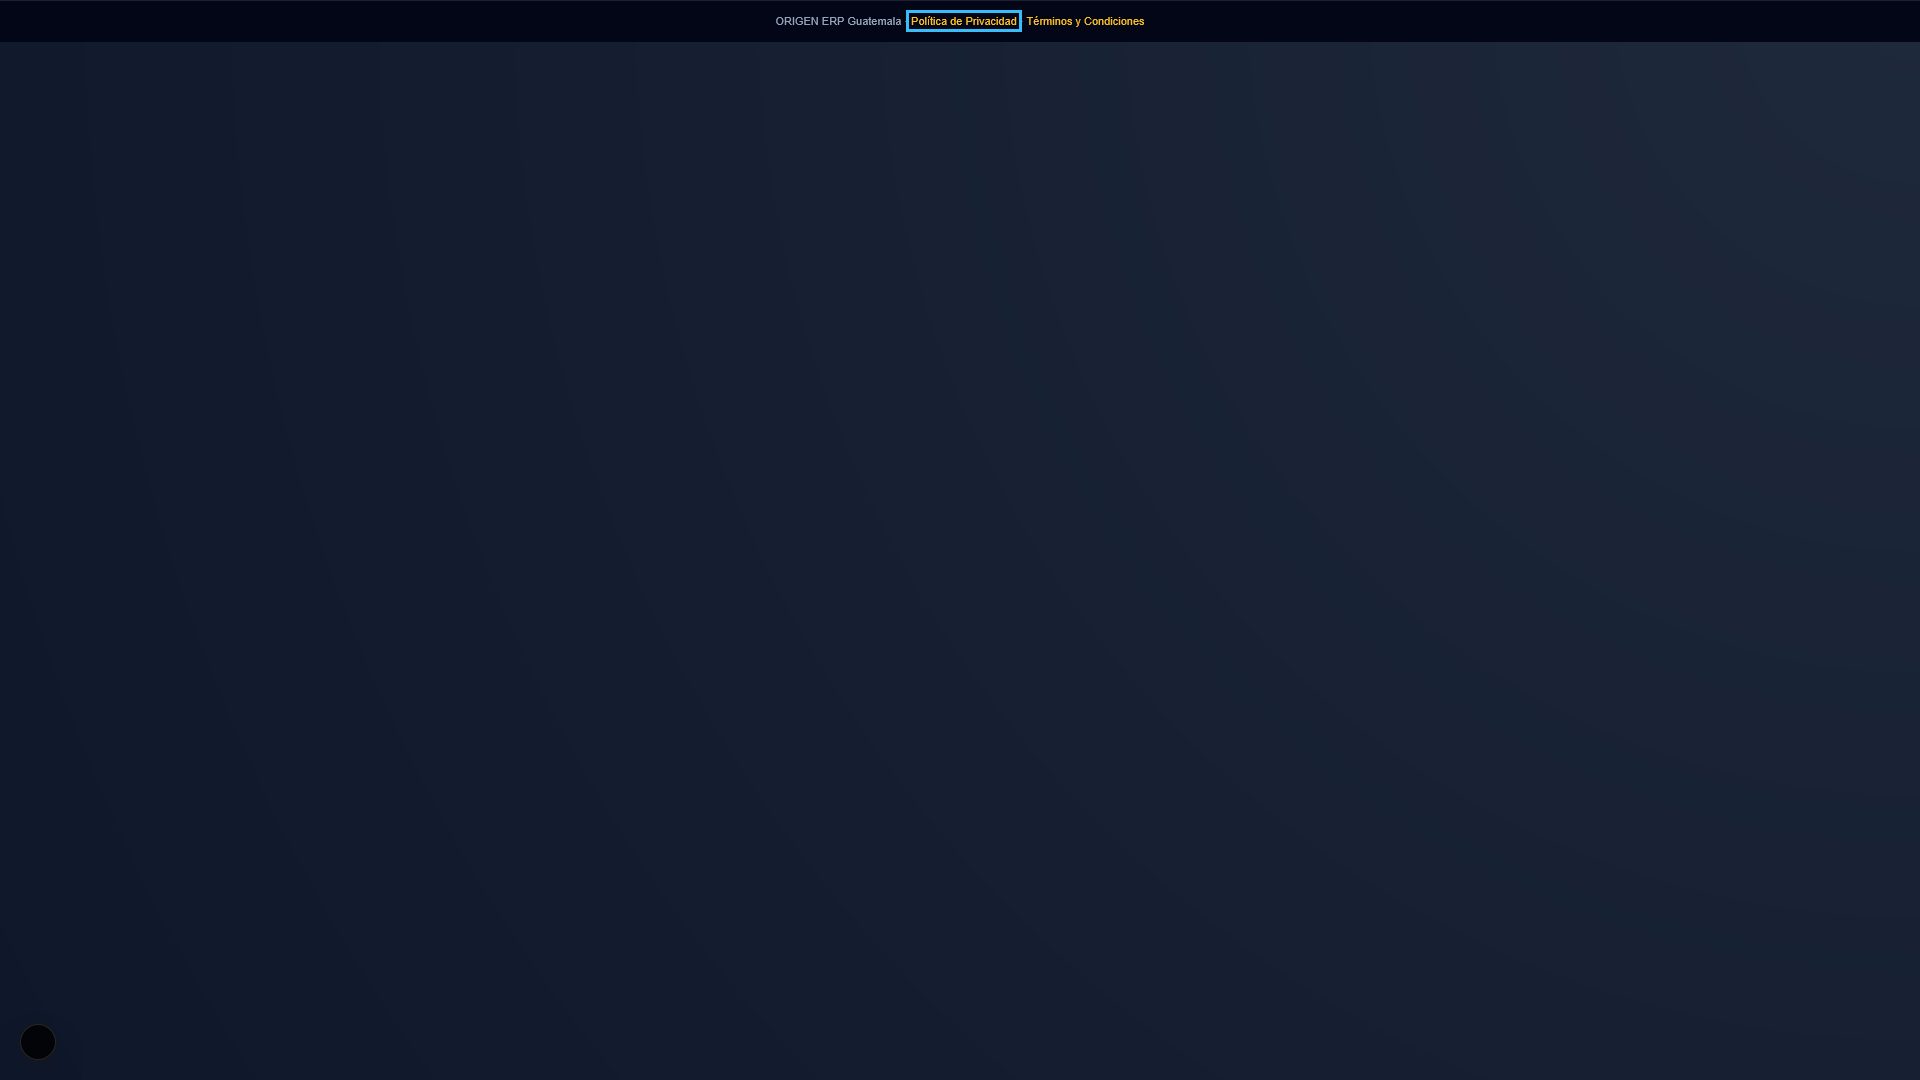 ORIGEN ERP Guatemala · Política de Privacidad · Términos y Condiciones